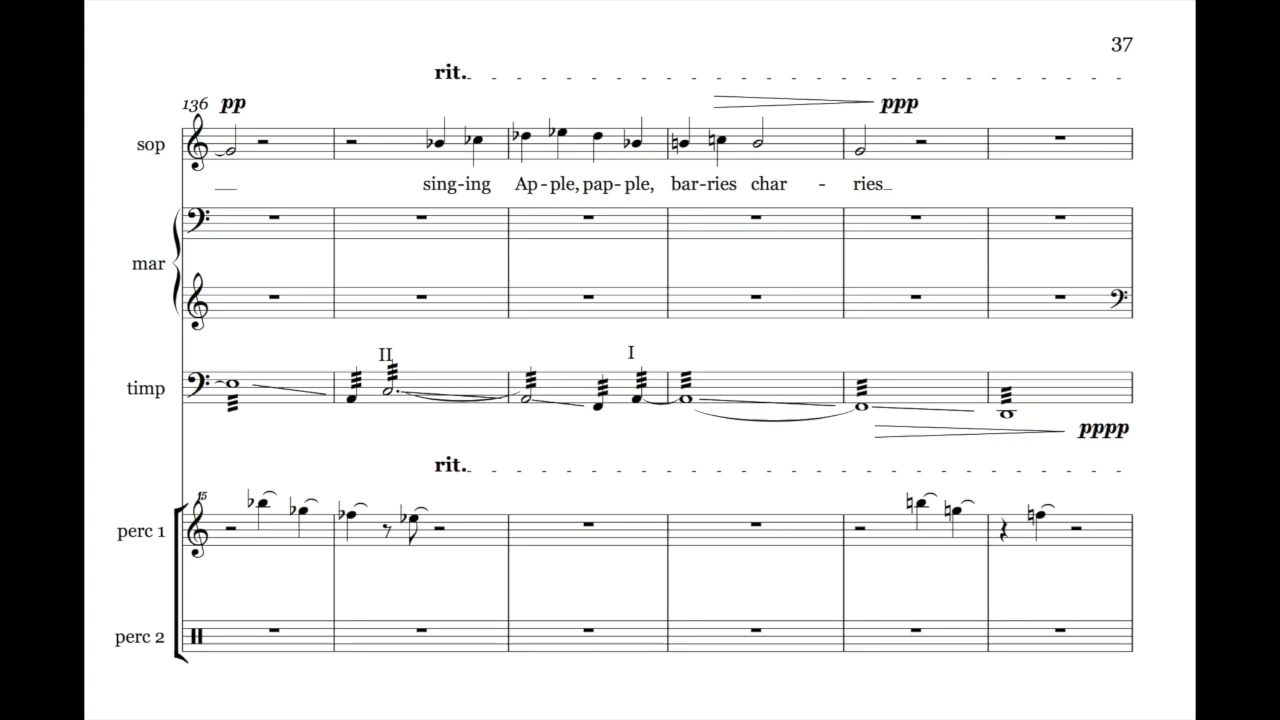 37
rit.
136 pp
ppp
sop
sing-ing Ap-ple, pap-ple, bar-ries char - ries
mar
II
I
timp
pppp
rit.
15
perc 1
perc 2